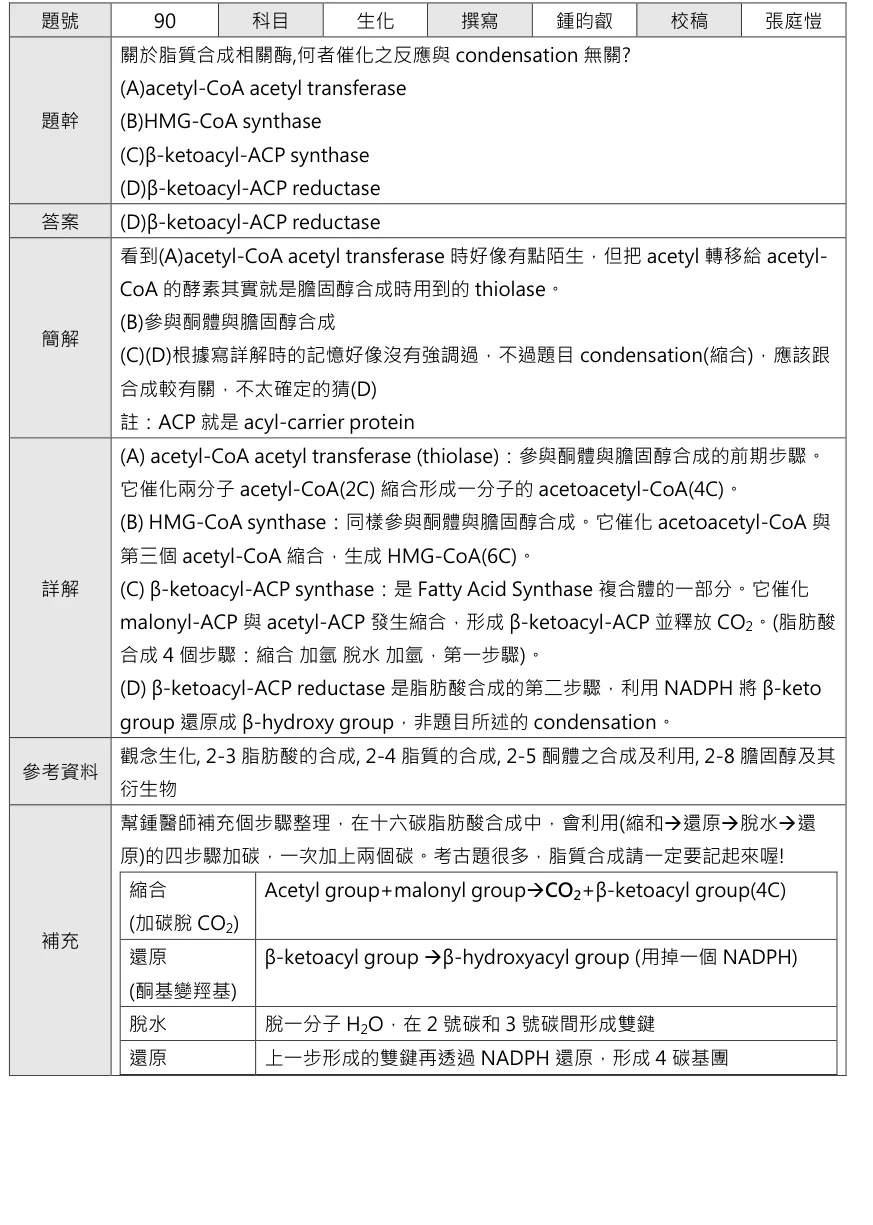 題號 90 科目 生化 撰寫 鍾昀叡 校稿 張庭愷
題幹
關於脂質合成相關酶,何者催化之反應與 condensation 無關?
(A)acetyl-CoA acetyl transferase
(B)HMG-CoA synthase
(C)β-ketoacyl-ACP synthase
(D)β-ketoacyl-ACP reductase
答案 (D)β-ketoacyl-ACP reductase
簡解
看到(A)acetyl-CoA acetyl transferase 時好像有點陌生，但把 acetyl 轉移給 acetyl-
CoA 的酵素其實就是膽固醇合成時用到的 thiolase。
(B)參與酮體與膽固醇合成
(C)(D)根據寫詳解時的記憶好像沒有強調過，不過題目 condensation(縮合)，應該跟
合成較有關，不太確定的猜(D)
註：ACP 就是 acyl-carrier protein
詳解
(A) acetyl-CoA acetyl transferase (thiolase)：參與酮體與膽固醇合成的前期步驟。
它催化兩分子 acetyl-CoA(2C) 縮合形成一分子的 acetoacetyl-CoA(4C)。
(B) HMG-CoA synthase：同樣參與酮體與膽固醇合成。它催化 acetoacetyl-CoA 與
第三個 acetyl-CoA 縮合，生成 HMG-CoA(6C)。
(C) β-ketoacyl-ACP synthase：是 Fatty Acid Synthase 複合體的一部分。它催化
malonyl-ACP 與 acetyl-ACP 發生縮合，形成 β-ketoacyl-ACP 並釋放 CO₂。(脂肪酸
合成 4 個步驟：縮合 加氫 脫水 加氫，第一步驟)。
(D) β-ketoacyl-ACP reductase 是脂肪酸合成的第二步驟，利用 NADPH 將 β-keto
group 還原成 β-hydroxy group，非題目所述的 condensation。
參考資料
觀念生化, 2-3 脂肪酸的合成, 2-4 脂質的合成, 2-5 酮體之合成及利用, 2-8 膽固醇及其
衍生物
補充
幫鍾醫師補充個步驟整理，在十六碳脂肪酸合成中，會利用(縮和→還原→脫水→還
原)的四步驟加碳，一次加上兩個碳。考古題很多，脂質合成請一定要記起來喔!
縮合 Acetyl group+malonyl group→CO₂+β-ketoacyl group(4C)
(加碳脫 CO₂)
還原 β-ketoacyl group →β-hydroxyacyl group (用掉一個 NADPH)
(酮基變羥基)
脫水 脫一分子 H₂O，在 2 號碳和 3 號碳間形成雙鍵
還原 上一步形成的雙鍵再透過 NADPH 還原，形成 4 碳基團